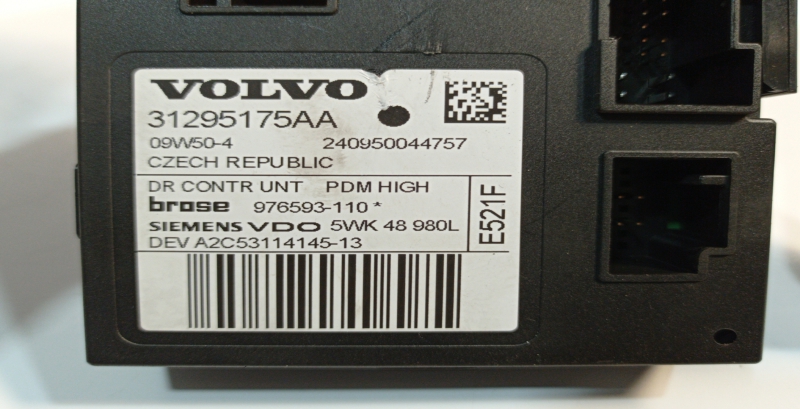 VOLVO
31295175AA
09W50-4 240950044757
CZECH REPUBLIC
DR CONTR UNT PDM HIGH
brose 976593-110*
SIEMENS VDO 5WK 48 980L
DEV A2C53114145-13
E521F